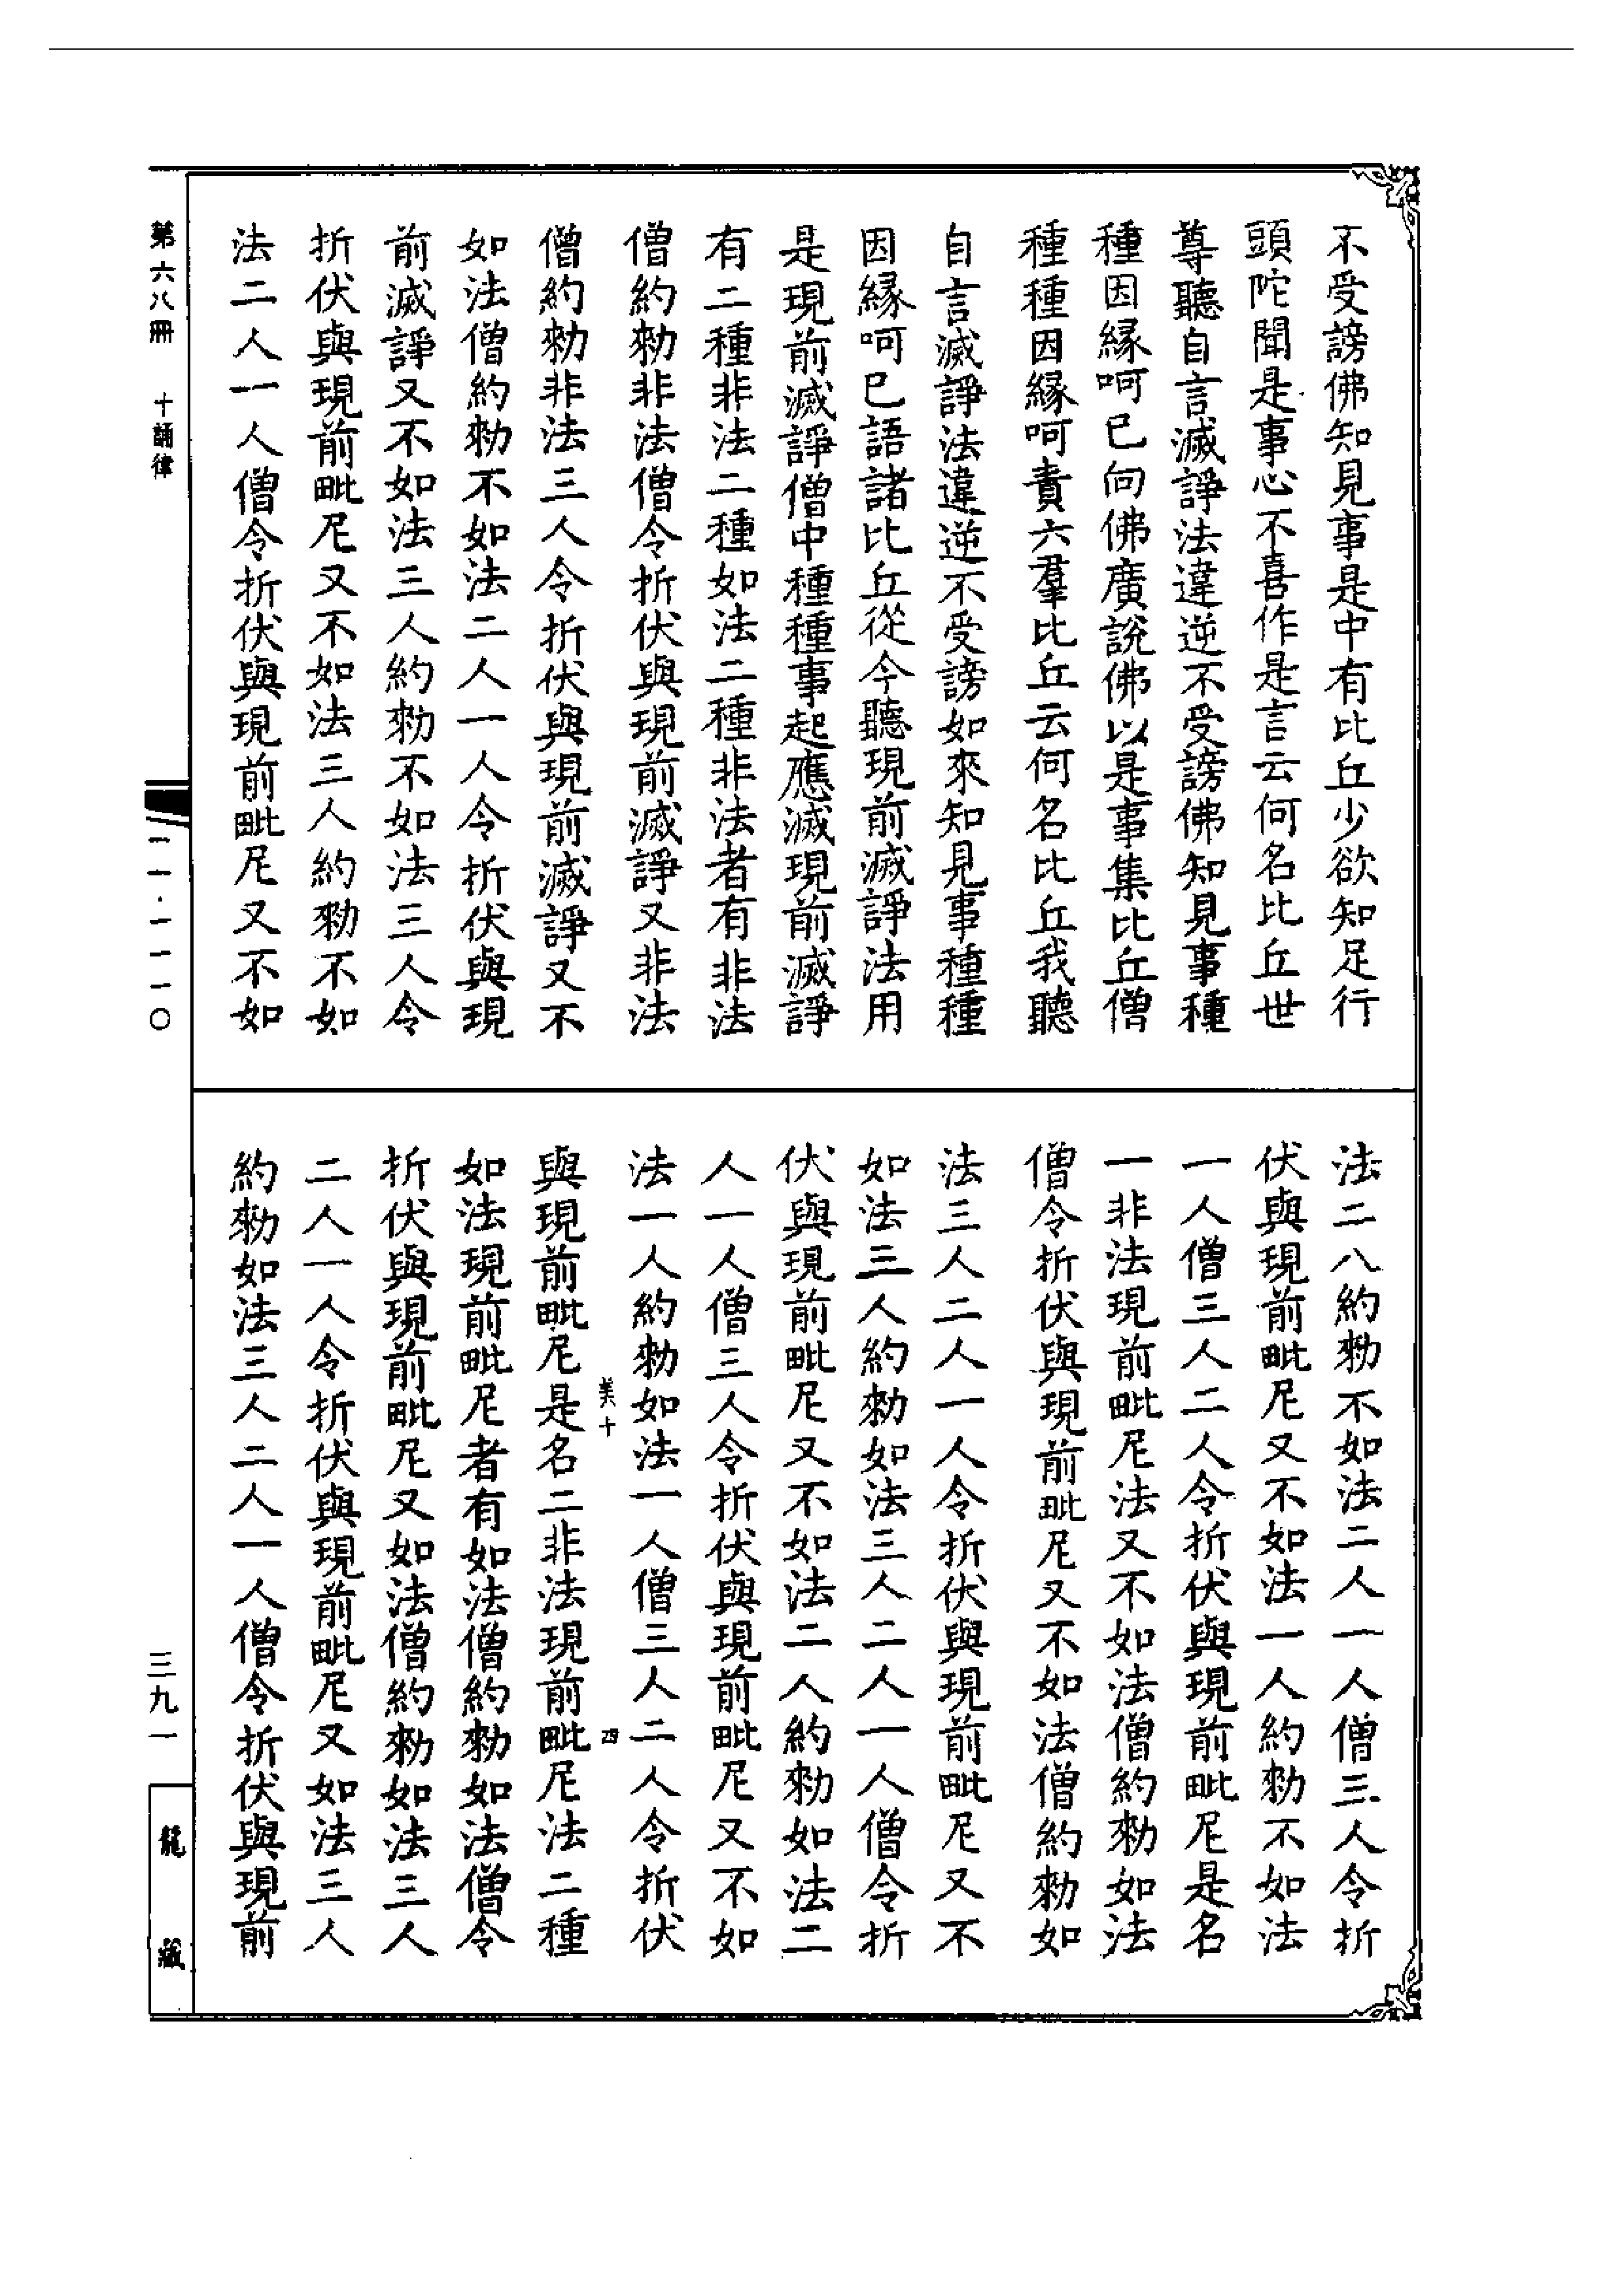 不受謗佛知見事是中有比丘少欲知足行
頭陀聞是事心不喜作是言云何名比丘世
尊聽自言滅諍法違逆不受謗佛知見事種
種因緣呵已向佛廣說佛以是事集比丘僧
種種因緣呵責六羣比丘云何名比丘我聽
自言滅諍法違逆不受謗如來知見事種種
因緣呵已語諸比丘從今聽現前滅諍法用
是現前滅諍僧中種種事起應滅現前滅諍
有二種非法二種如法二種非法者有非法
僧約勑非法僧令折伏與現前滅諍又非法
僧約勑非法三人令折伏與現前滅諍又不
如法僧約勑不如法二人一人令折伏與現
前滅諍又不如法三人約勑不如法三人令
折伏與現前毗尼又不如法三人約勑不如
法二人一人僧令折伏與現前毗尼又不如
法二人約勑不如法二人一人僧三人令折
伏與現前毗尼又不如法一人約勑不如法
一人僧三人二人令折伏與現前毗尼是名
一非法現前毗尼法又不如法僧約勑如法
僧令折伏與現前毗尼又不如法僧約勑如
法三人二人一人令折伏與現前毗尼又不
如法三人約勑如法三人二人一人僧令折
伏與現前毗尼又不如法二人約勑如法二
人一人僧三人令折伏與現前毗尼又不如
法一人約勑如法一人僧三人二人令折伏
美十 四
與現前毗尼是名二非法現前毗尼法二種
如法現前毗尼者有如法僧約勑如法僧令
折伏與現前毗尼又如法僧約勑如法三人
二人一人令折伏與現前毗尼又如法三人
約勑如法三人二人一人僧令折伏與現前
第六八冊 十誦律
一一·一一一〇
三九一
龍藏